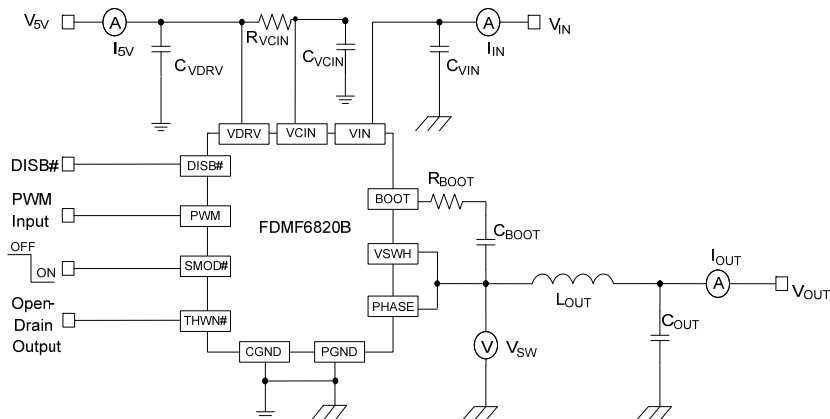 V5V
A
I5V
RVCIN
CVDRV
CVCIN
CVIN
A
IIN
VIN
VDRV
VCIN
VIN
DISB#
DISB#
PWM
Input
PWM
OFF
ON
SMOD#
Open-
Drain
Output
THWN#
FDMF6820B
BOOT
RBOOT
CBOOT
VSWH
PHASE
CGND
PGND
V
VSW
LOUT
COUT
IOUT
A
VOUT